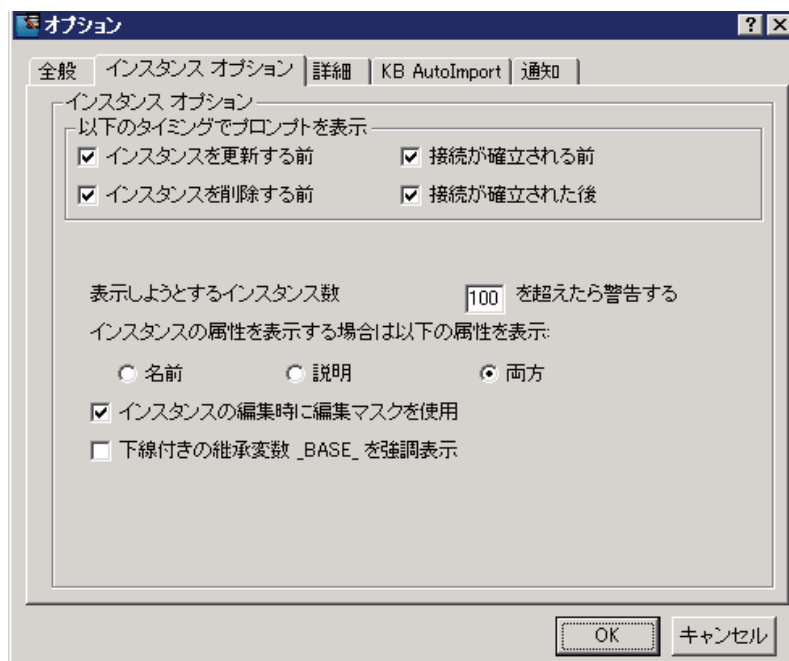 オプション
全般 インスタンス オプション 詳細 KB AutoImport 通知
インスタンス オプション
以下のタイミングでプロンプトを表示
インスタンスを更新する前 接続が確立される前
インスタンスを削除する前 接続が確立された後
表示しようとするインスタンス数 100 を超えたら警告する
インスタンスの属性を表示する場合は以下の属性を表示:
名前 説明 両方
インスタンスの編集時に編集マスクを使用
下線付きの継承変数 _BASE_ を強調表示
OK キャンセル